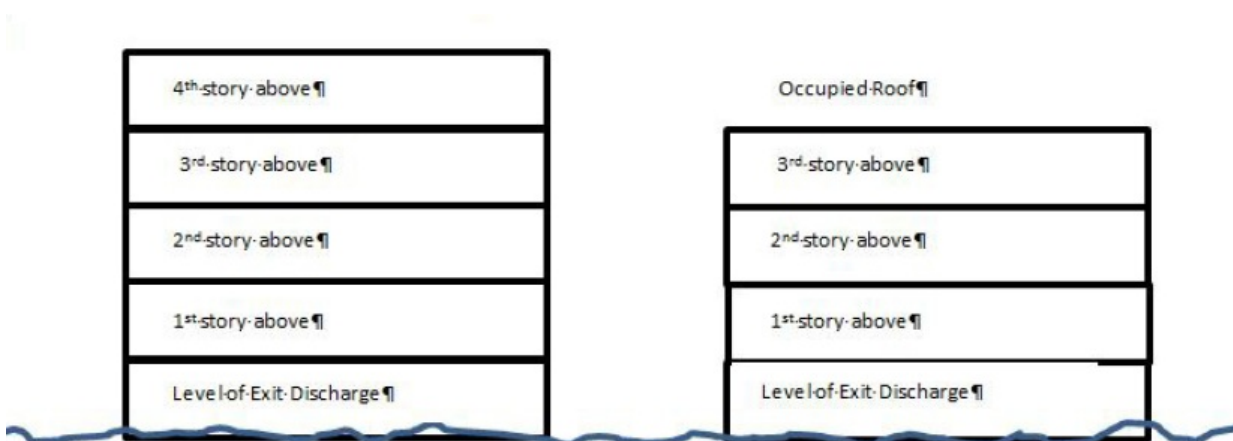 4th·story·above¶
3rd·story·above¶
2nd·story·above¶
1st·story·above¶
Level·of·Exit·Discharge¶
Occupied·Roof¶
3rd·story·above¶
2nd·story·above¶
1st·story·above¶
Level·of·Exit·Discharge¶